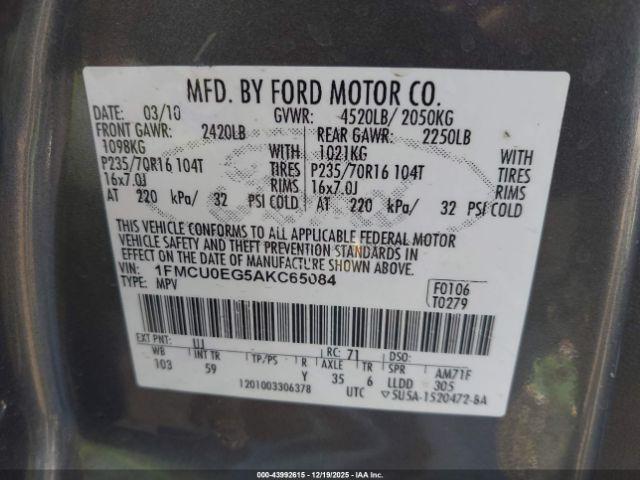 MFD. BY FORD MOTOR CO.
DATE: 03/10 GVWR: 4520LB/ 2050KG
FRONT GAWR: 2420LB REAR GAWR: 2250LB
1098KG WITH 1021KG WITH
P235/70R16 104T TIRES P235/70R16 104T TIRES
16x7.0J RIMS 16x7.0J RIMS
AT 220 kPa/ 32 PSI COLD AT 220 kPa/ 32 PSI COLD
THIS VEHICLE CONFORMS TO ALL APPLICABLE FEDERAL MOTOR
VEHICLE SAFETY AND THEFT PREVENTION STANDARDS IN
EFFECT ON THE DATE OF MANUFACTURE SHOWN ABOVE.
VIN: 1FMCU0EG5AKC65084
TYPE: MPV
F0106
T0279
EXT PNT: UJ RC: 71 DSO:
WB INT TR TP/PS R AXLE TR SPR AM71F
103 59 Y 35 6 LLDD 305
1201003306378 UTC 5U5A-1520472-BA
000-43992615 - 12/19/2025 - IAA Inc.